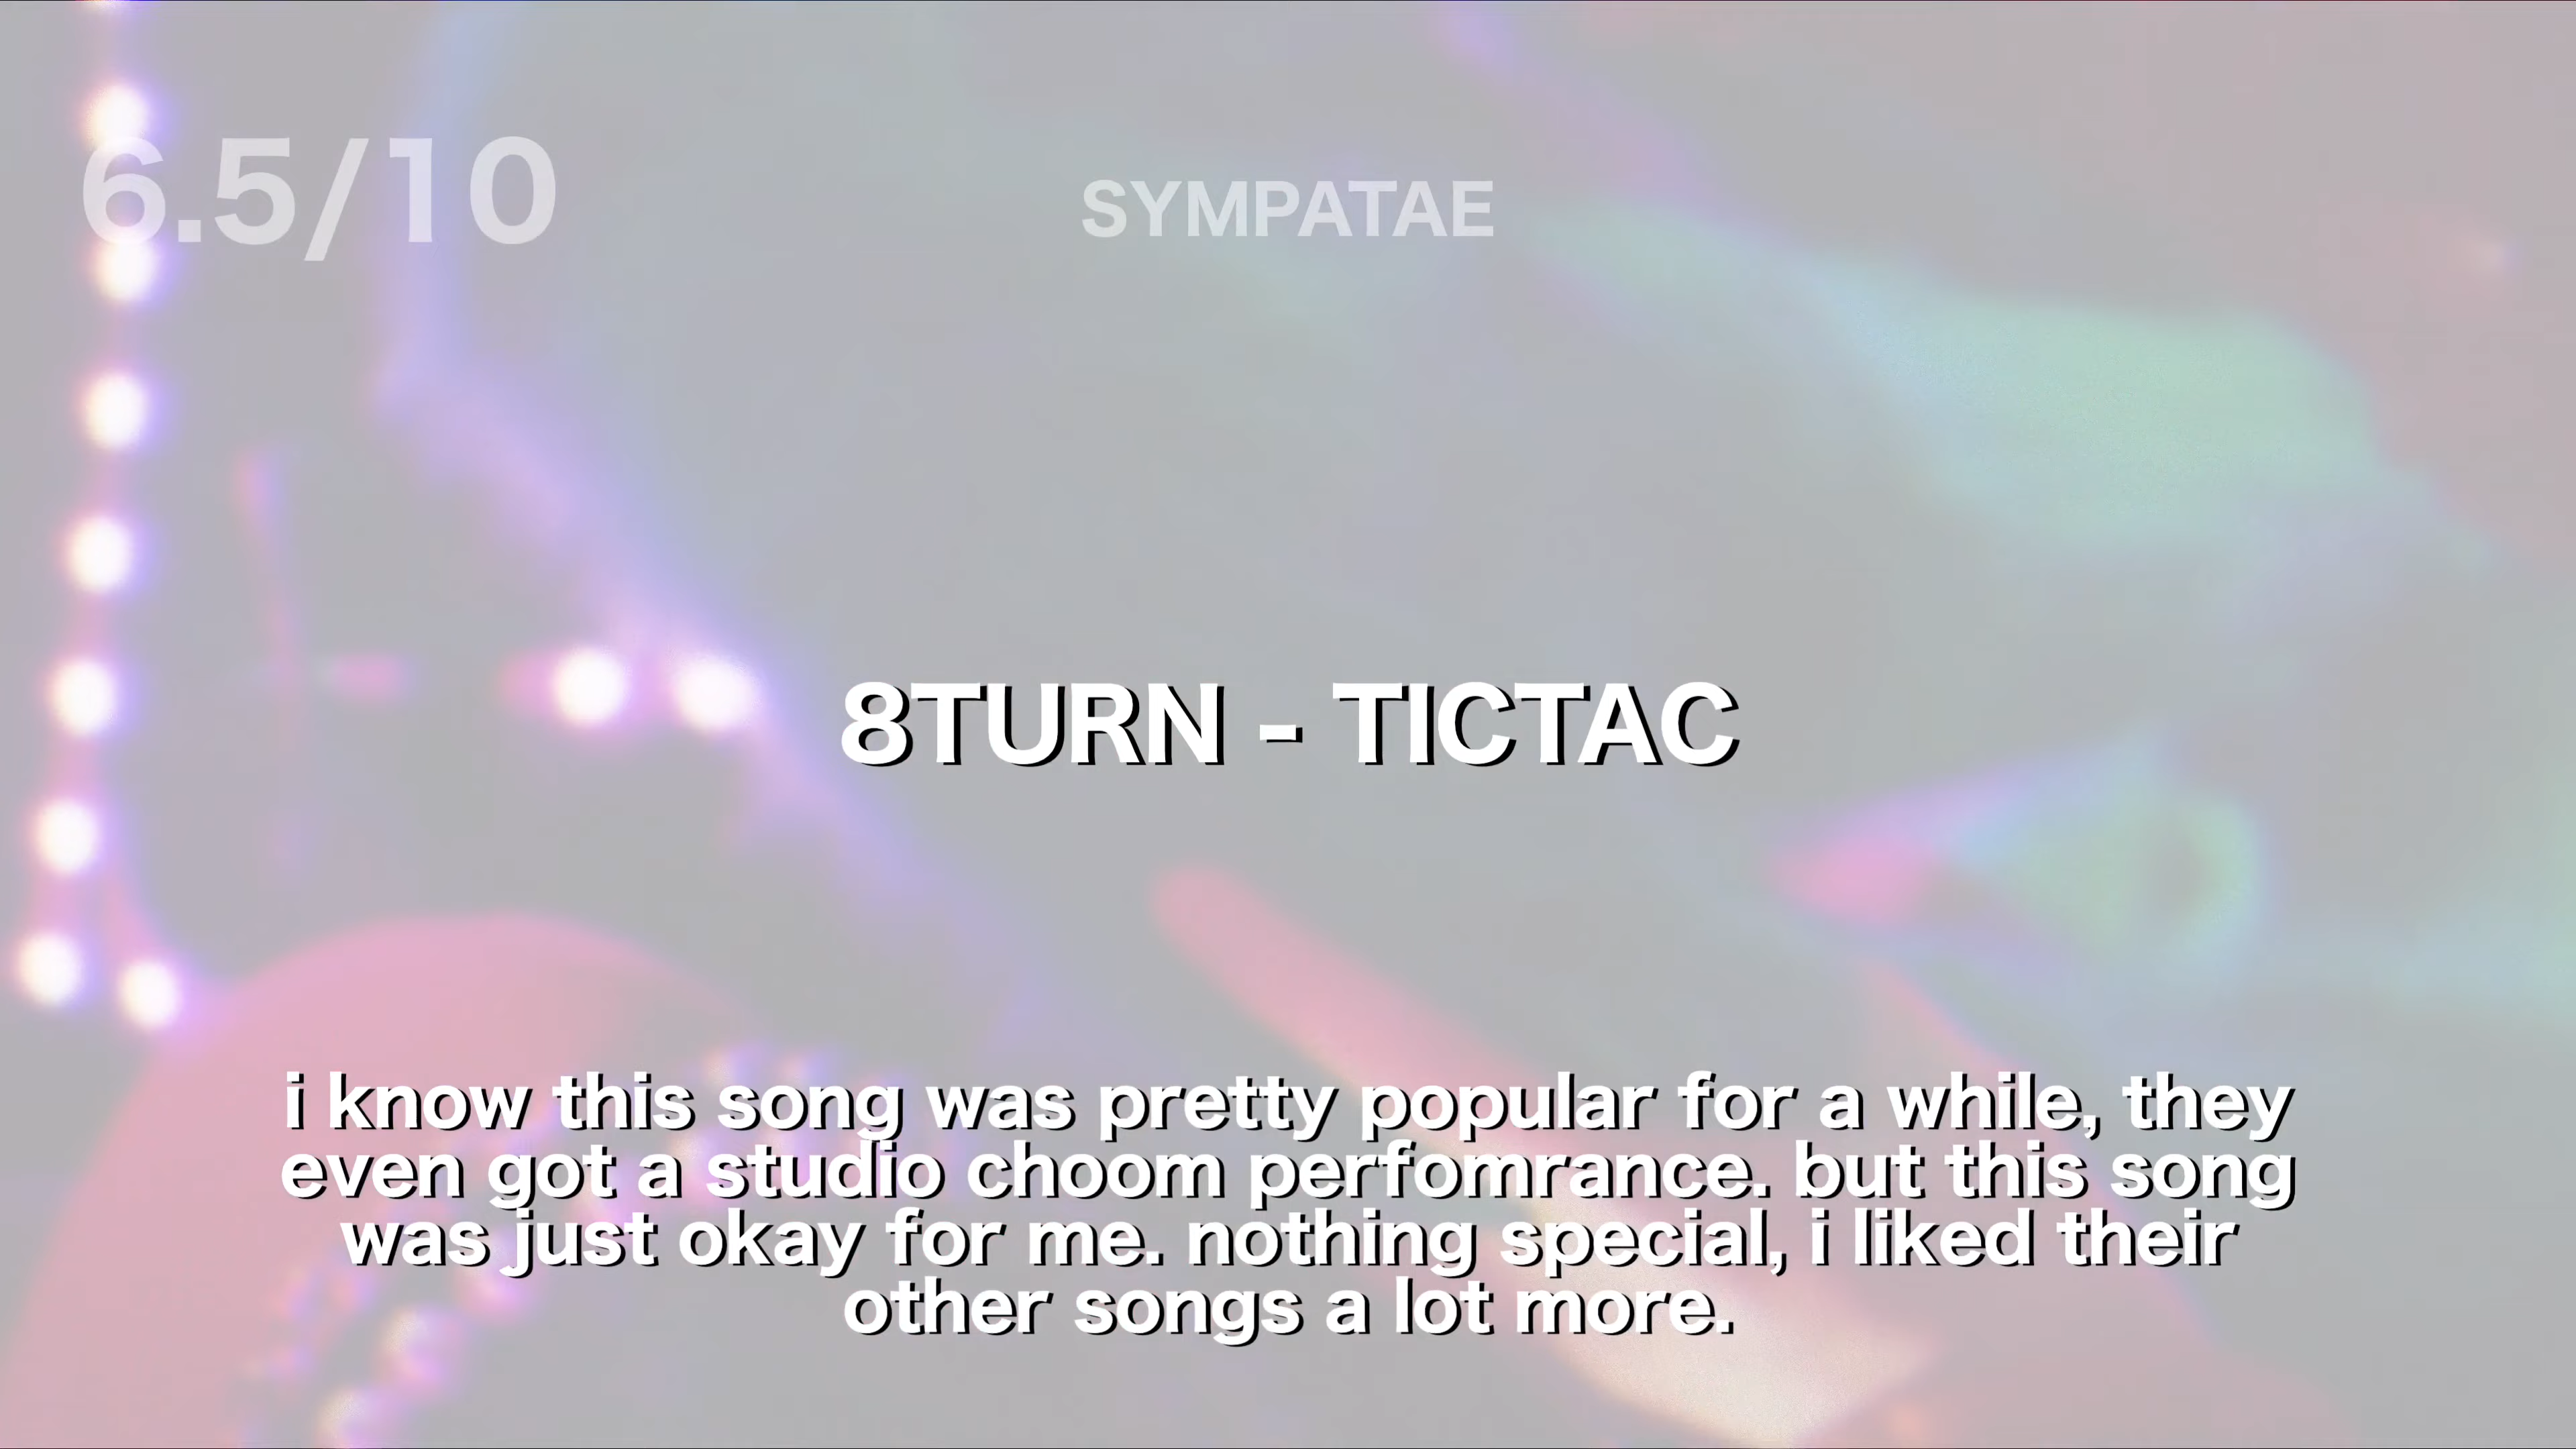 6.5/10
SYMPATAE
8TURN - TICTAC
i know this song was pretty popular for a while, they
even got a studio choom perfomrance. but this song
was just okay for me. nothing special, i liked their
other songs a lot more.